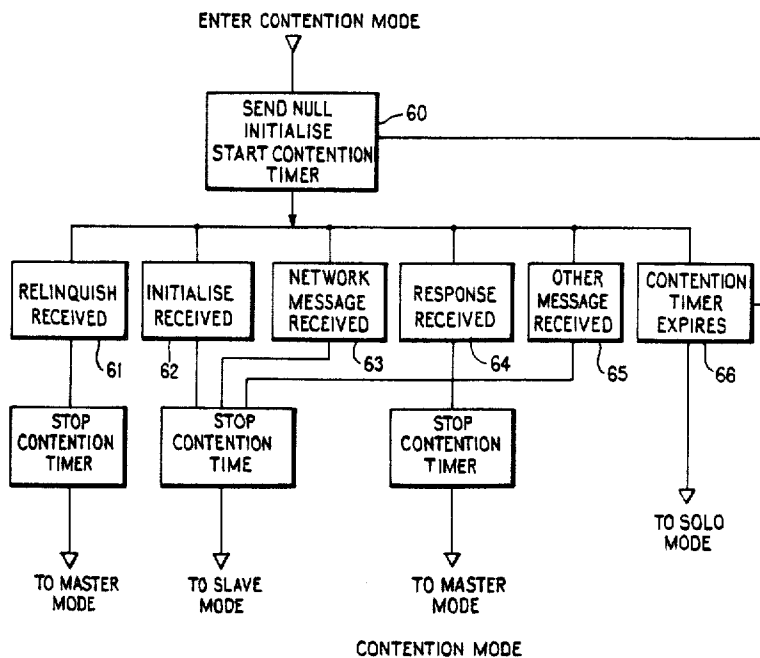 ENTER CONTENTION MODE
SEND NULL
INITIALISE
START CONTENTION
TIMER
60
RELINQUISH
RECEIVED
61
INITIALISE
RECEIVED
62
NETWORK
MESSAGE
RECEIVED
63
RESPONSE
RECEIVED
64
OTHER
MESSAGE
RECEIVED
65
CONTENTION
TIMER
EXPIRES
66
STOP
CONTENTION
TIMER
STOP
CONTENTION
TIME
STOP
CONTENTION
TIMER
TO MASTER
MODE
TO SLAVE
MODE
TO MASTER
MODE
TO SOLO
MODE
CONTENTION MODE